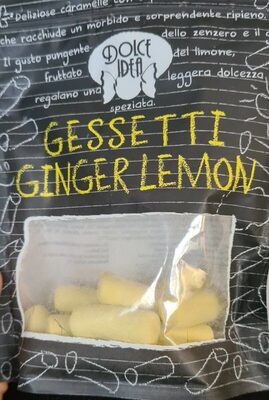 Deliziose caramelle con
che racchiude un morbido e sorprendente ripieno.
Il gusto pungente dello zenzero e il
fruttato del limone,
regalano una leggera dolcezza
speziata.
DOLCE
IDEA
GESSETTI
GINGER LEMON